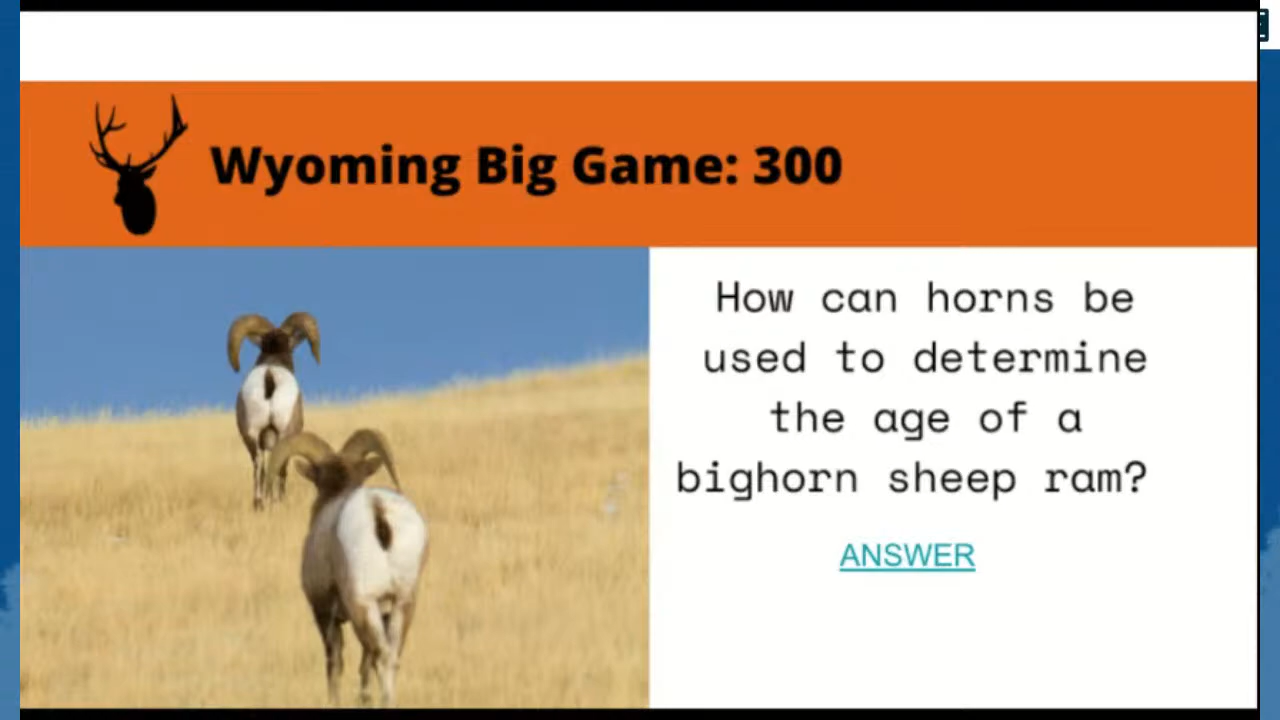 Wyoming Big Game: 300
How can horns be
used to determine
the age of a
bighorn sheep ram?
ANSWER